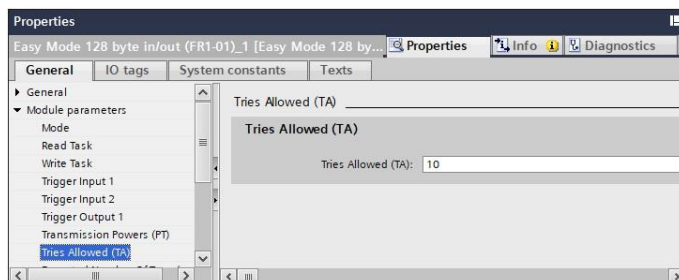 Properties
Easy Mode 128 byte in/out (FR1-01)_1 [Easy Mode 128 by...
Properties
Info
Diagnostics
General
IO tags
System constants
Texts
General
Module parameters
Mode
Read Task
Write Task
Trigger Input 1
Trigger Input 2
Trigger Output 1
Transmission Powers (PT)
Tries Allowed (TA)
Tries Allowed (TA)
Tries Allowed (TA)
Tries Allowed (TA): 10